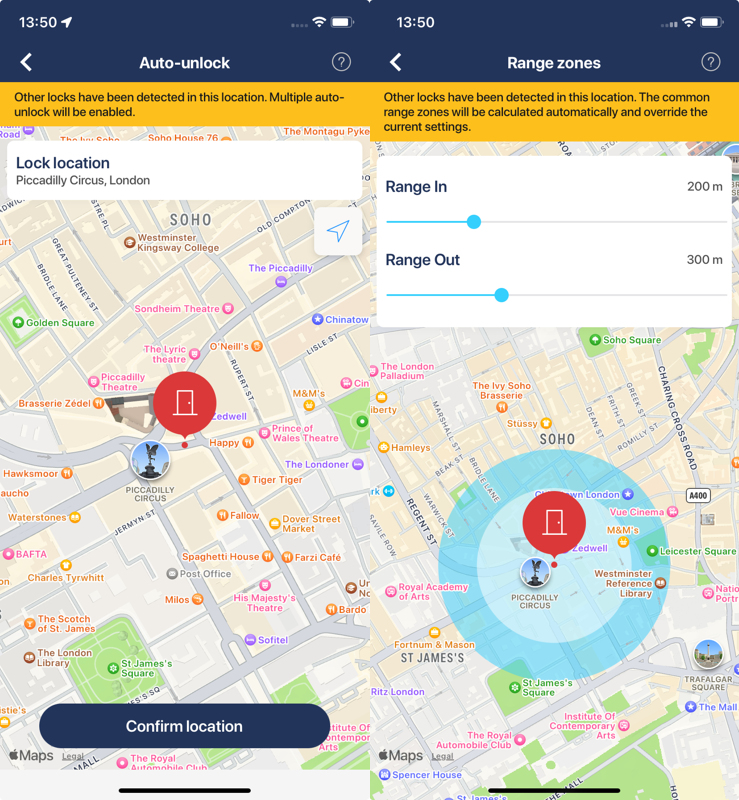 13:50
Auto-unlock
?
Other locks have been detected in this location. Multiple auto-
unlock will be enabled.
Road
The Ivy Soho
Soho House 76
The Montagu Pyke
Lock location
Piccadilly Circus, London
SOHO
OLD COMPTON
Westminster
Kingsway College
GREAT PULTENEY ST
BRIDLE LANE
The Piccadilly
Golden Square
Sondheim Theatre
Chinatow
LISLE ST
The Lyric
theatre
O'Neill's
RUPERT ST
Piccadilly
Theatre
M&M's
Brasserie Zédel
Zedwell
Prince of
Wales Theatre
Happy
Hawksmoor
The Londoner
PICCADILLY
CIRCUS
aucho
Tiger Tiger
Waterstones
JERMYN ST
Fallow
Dover Street
Market
BAFTA
Spaghetti House
Farzi Café
Charles Tyrwhitt
Post Office
Milos
His Majesty's
Theatre
Bardo
The Scotch
of St. James
Sofitel
The London
Library
St James's
Square
Confirm location
Maps
Legal
The Royal
Automobile Club
MALL
13:50
Range zones
?
Other locks have been detected in this location. The common
range zones will be calculated automatically and override the
current settings.
Range In
200 m
Range Out
300 m
Soho Square
The London
Palladium
The Ivy Soho
Brasserie
iberty
CHARING CROSS ROAD
MARSHALL ST
Stüssy
DEAN ST
FRITH ST
ROMILLY ST
SOHO
Hamleys
BEAK ST
BRIDLE LANE
WARWICK ST
REGENT ST
SAVILE ROW
Chinatown London
A400
Vue Cinema
M&M's
Zedwell
Leicester Square
Westminster
Reference
Library
PICCADILLY
CIRCUS
Royal Academy
of Arts
Natio
Portr
Fortnum & Mason
ST JAMES'S
TRAFALGAR
SQUARE
Ritz London
St James's
Square
The Mall
Institute Of
Contemporary
Arts
The Royal
Automobile Club
Maps
Legal
Spencer House
THE MALL
St. James's